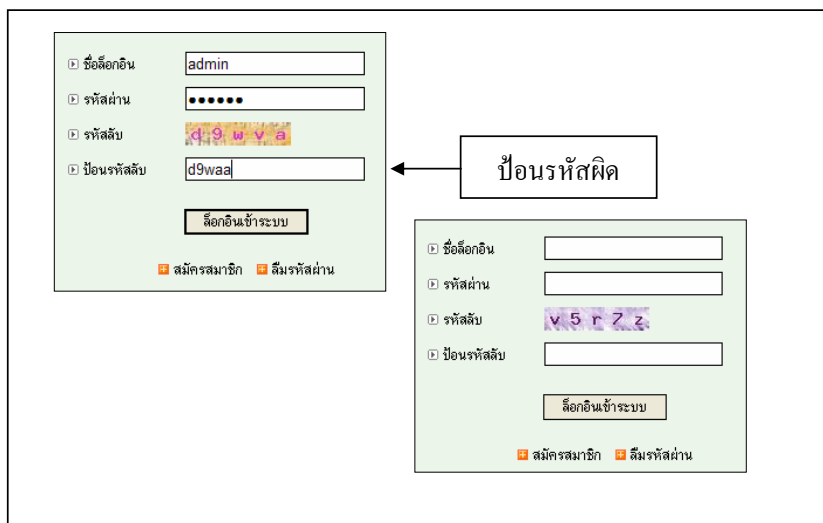 ชื่อล็อกอิน admin
รหัสผ่าน ●●●●●●
รหัสลับ d9wva
ป้อนรหัสลับ d9waa
ล็อกอินเข้าระบบ
สมัครสมาชิก ลืมรหัสผ่าน
ป้อนรหัสผิด
ชื่อล็อกอิน
รหัสผ่าน
รหัสลับ v5r7z
ป้อนรหัสลับ
ล็อกอินเข้าระบบ
สมัครสมาชิก ลืมรหัสผ่าน